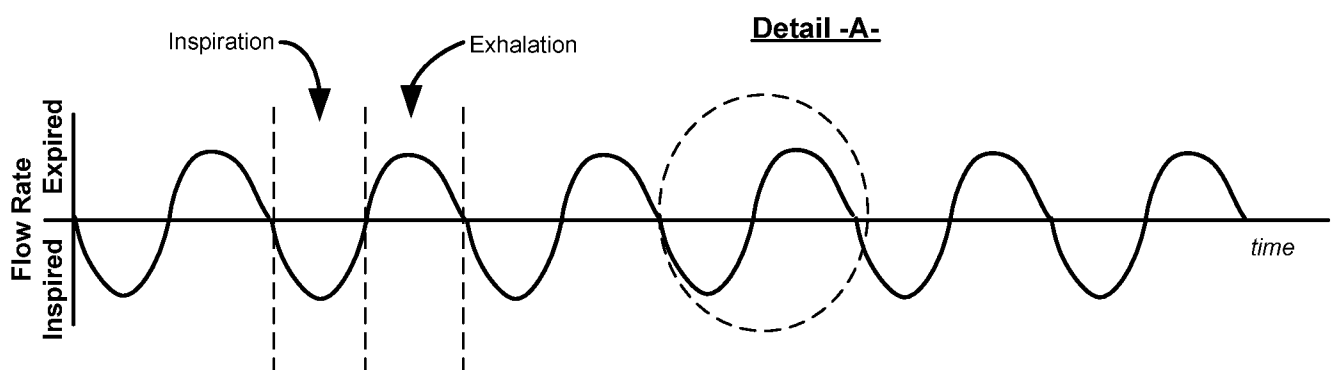 Detail -A-
Inspiration
Exhalation
Flow Rate
Expired
Inspired
time